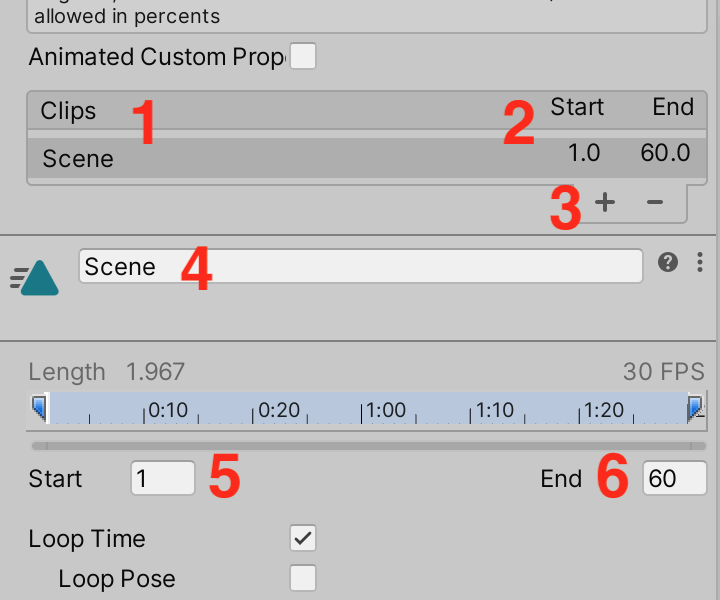 allowed in percents
Animated Custom Prop
Clips 1 2 Start End
Scene 1.0 60.0
3 + −
Scene 4
Length 1.967 30 FPS
0:10 0:20 1:00 1:10 1:20
Start 1 5 End 6 60
Loop Time
Loop Pose